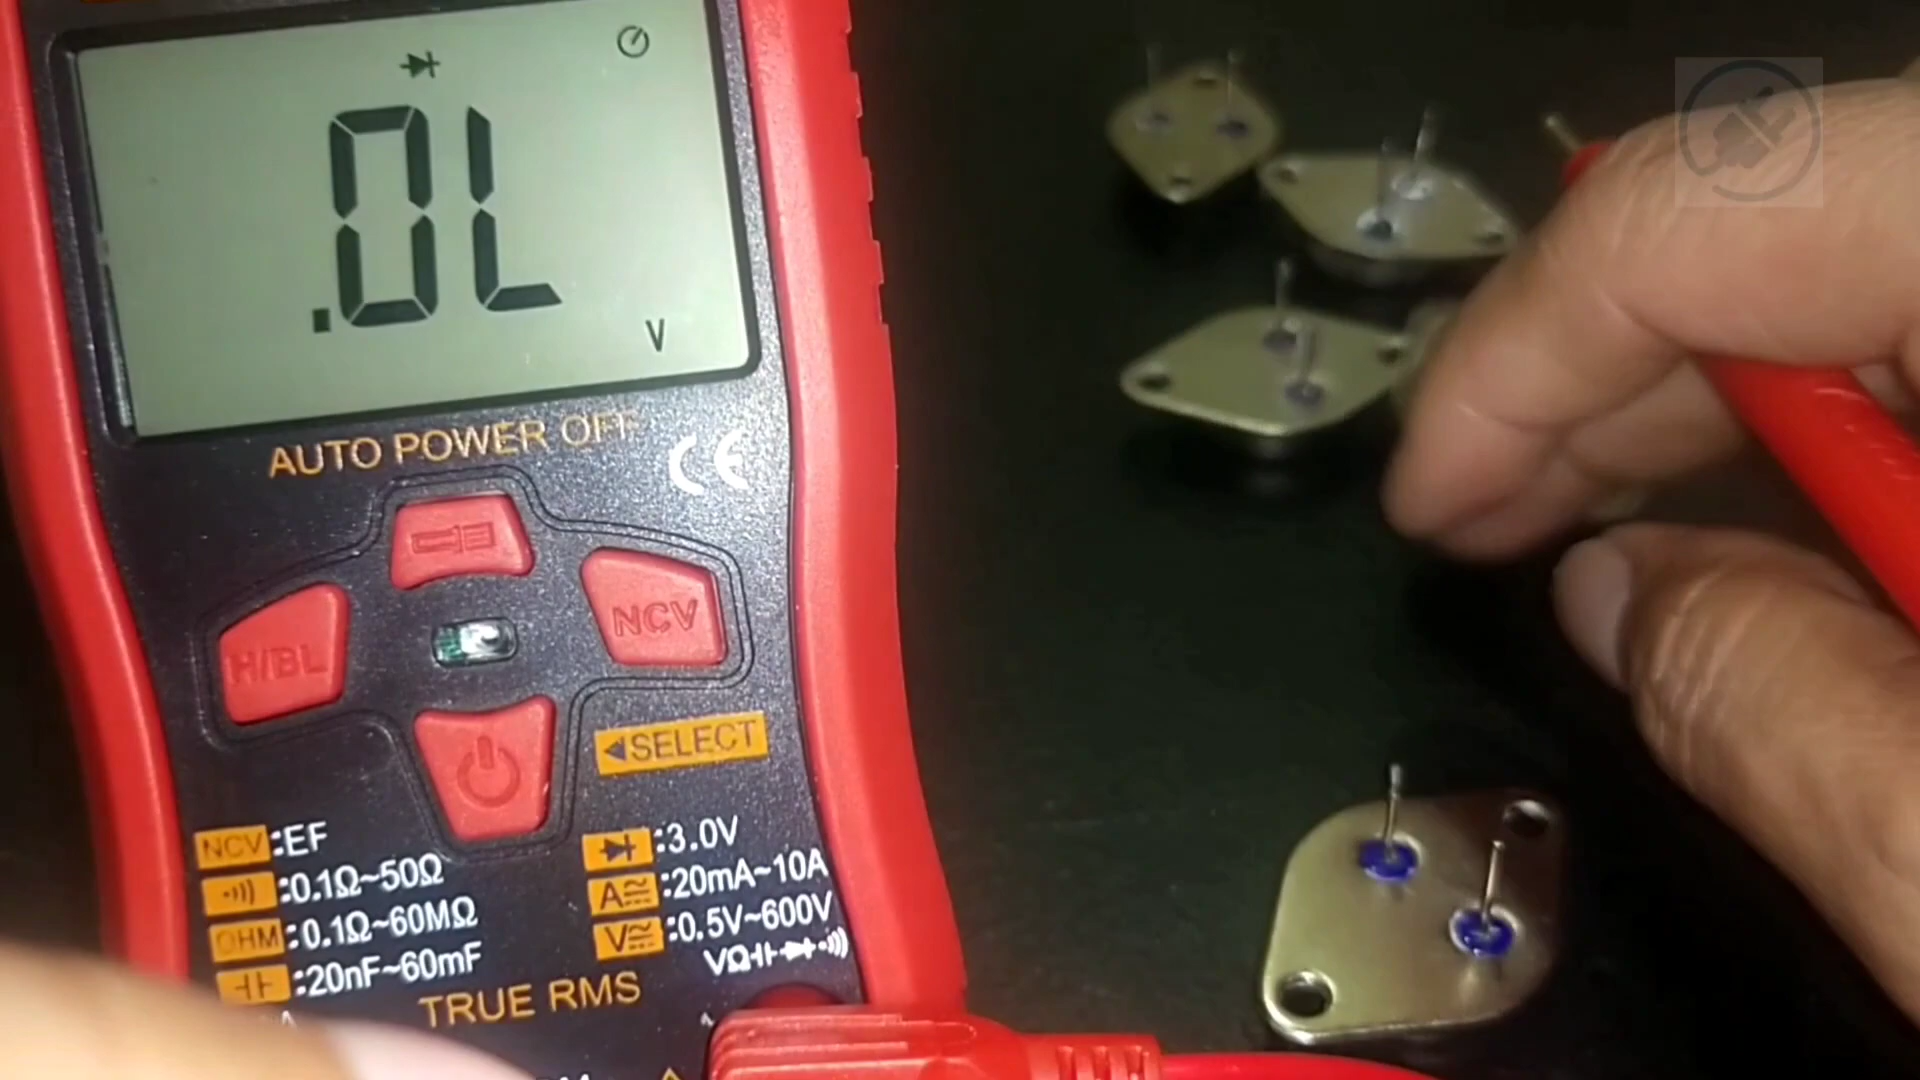 .0L
V
AUTO POWER OFF
CE
NCV
H/BL
SELECT
NCV:EF
:0.1Ω~50Ω
OHM:0.1Ω~60MΩ
:20nF~60mF
:3.0V
A:20mA~10A
V:0.5V~600V
VΩ
TRUE RMS